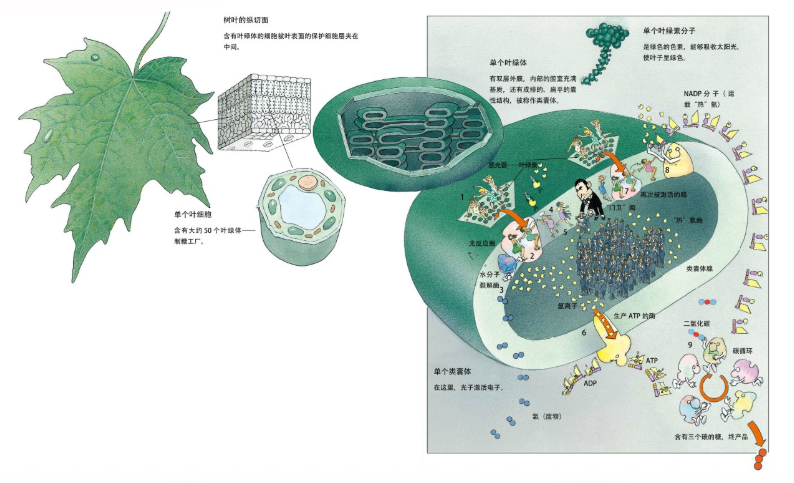 树叶的纵切面
含有叶绿体的细胞被叶表面的保护细胞层夹在
中间。
单个叶细胞
含有大约 50 个叶绿体
制糖工厂。
单个叶绿体
有双层外膜,内部的囊室充满
基质,还有成绿的、扁平的囊
性结构,被称作类囊体。
单个叶绿素分子
是绿色的色素,能够吸收太阳光。
使叶子呈绿色。
NADP 分 子(运
载“热”氢)
感光器
叶绿素
1
8
7
再次被激活的酶
门卫”酶
4
5
“热”氢酶
无反应酶
2
水分子
裂解酶
3
类囊体膜
氢离子
生产 ATP 的酶
6
二氧化碳
9
碳循环
ATP
ADP
单个类囊体
在这里,光子激活电子。
氧(废物)
含有三个碳的糖,终产品